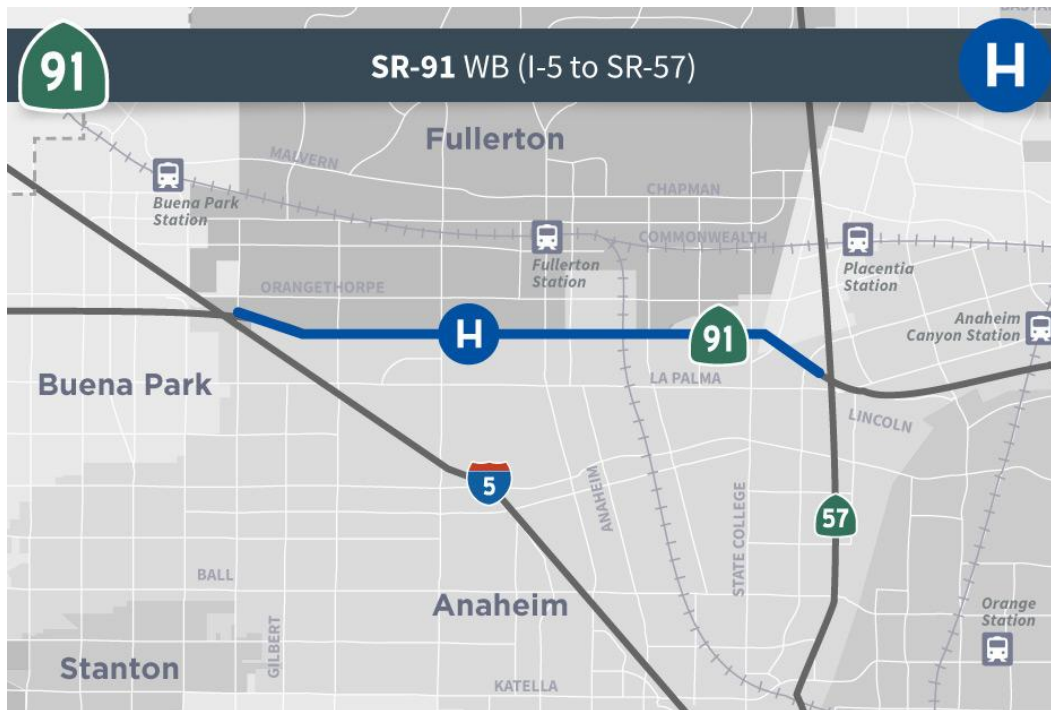 91
SR-91 WB (I-5 to SR-57)
H
Fullerton
MALVERN
CHAPMAN
Buena Park
Station
COMMONWEALTH
Fullerton
Station
Placentia
Station
ORANGETHORPE
Anaheim
Canyon Station
H
91
Buena Park
LA PALMA
LINCOLN
5
ANAHEIM
STATE COLLEGE
57
BALL
Anaheim
Orange
Station
GILBERT
Stanton
KATELLA